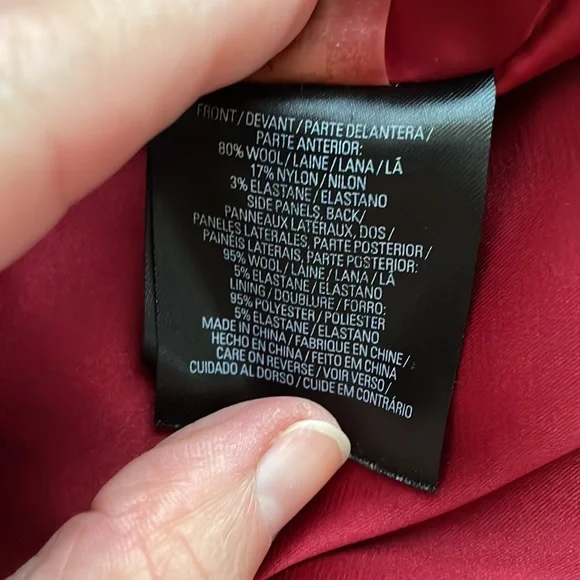 FRONT/DEVANT/PARTE DELANTERA/
PARTE ANTERIOR:
80% WOOL/LAINE/LANA/LÃ
17% NYLON/NILON
3% ELASTANE/ELASTANO
SIDE PANELS, BACK/
PANNEAUX LATÉRAUX, DOS/
PANELES LATERALES, PARTE POSTERIOR/
PAINÉIS LATERAIS, PARTE POSTERIOR:
95% WOOL/LAINE/LANA/LÃ
5% ELASTANE/ELASTANO
LINING/DOUBLURE/FORRO:
95% POLYESTER/POLIESTER
5% ELASTANE/ELASTANO
MADE IN CHINA/FABRIQUE EN CHINE/
HECHO EN CHINA/FEITO EM CHINA
CARE ON REVERSE/VOIR VERSO/
CUIDADO AL DORSO/CUIDE EM CONTRÁRIO